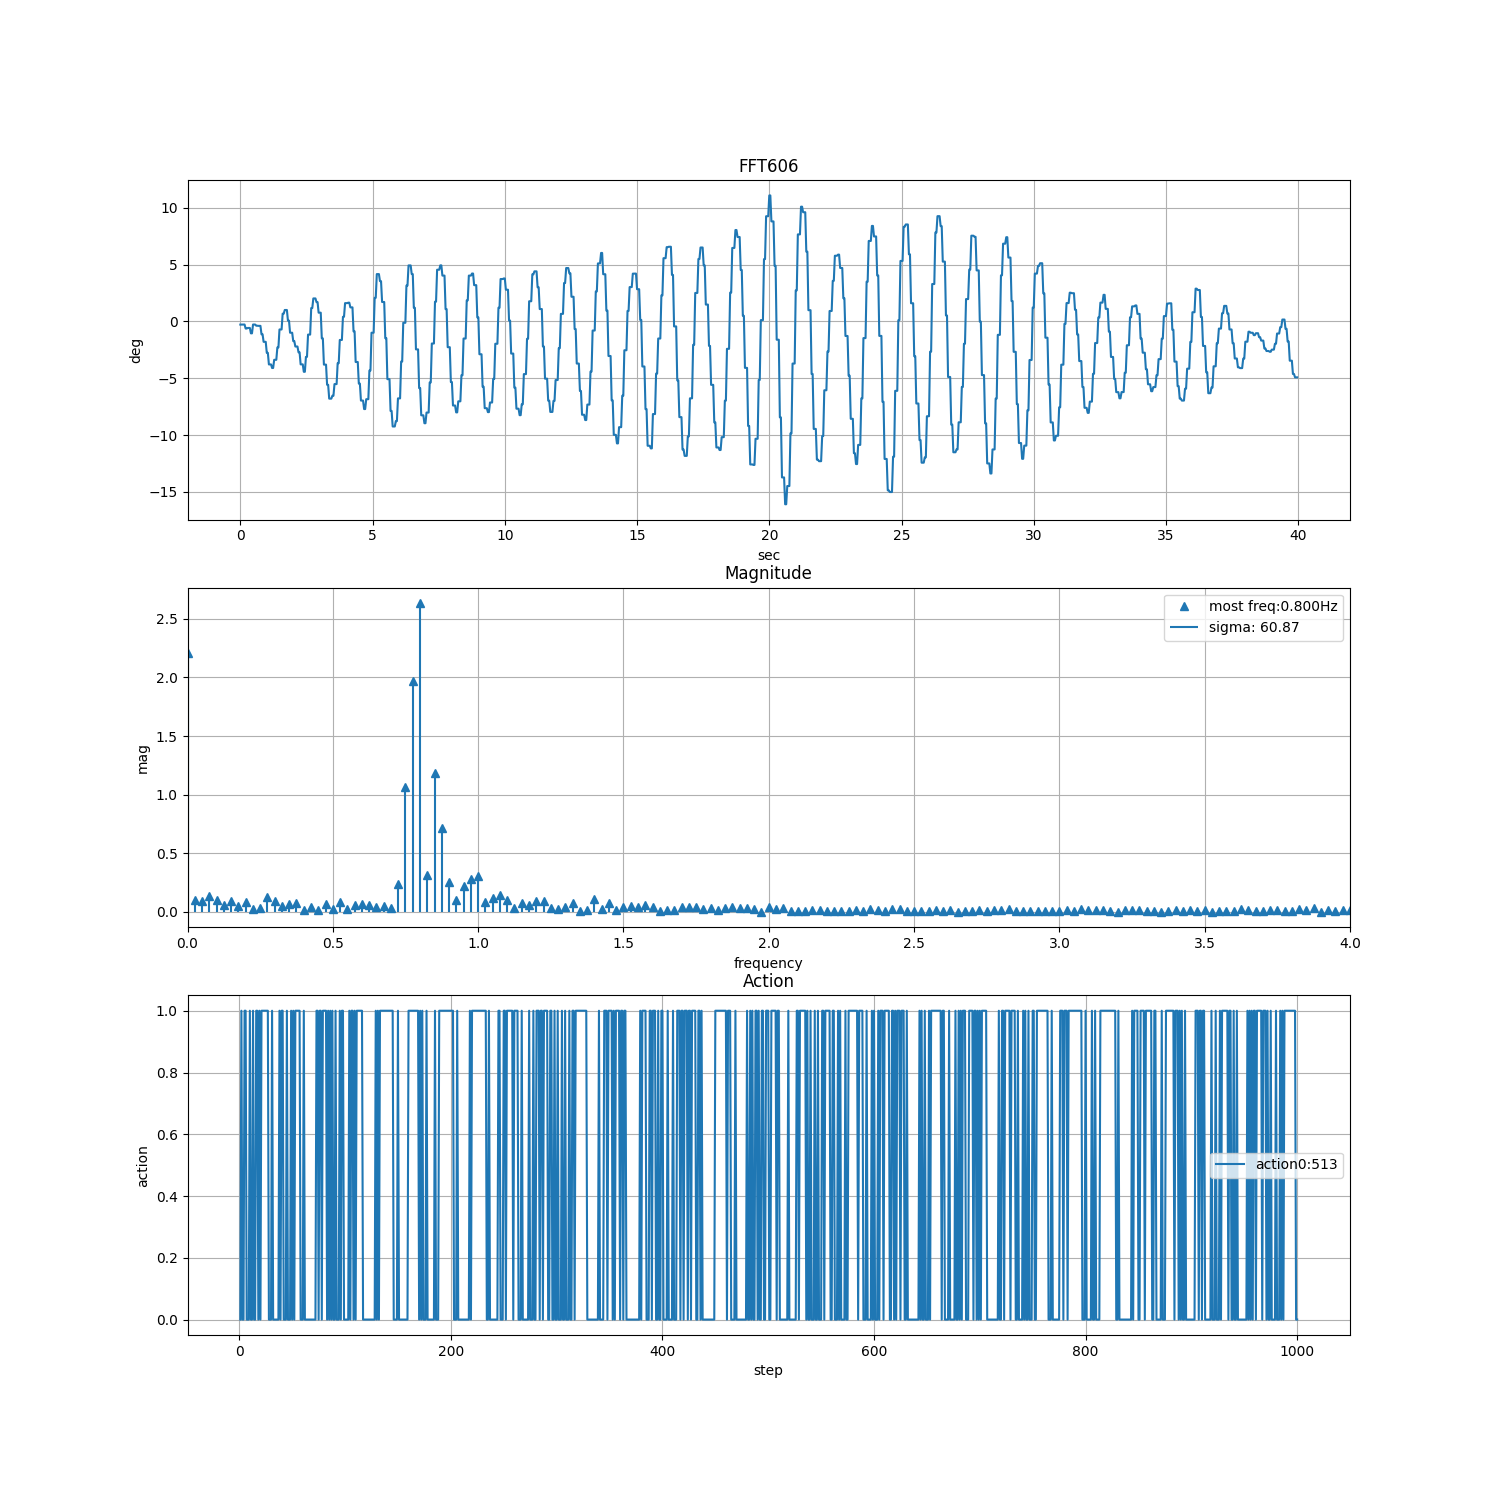 FFT606
10
5
0
−5
−10
−15
deg
0 5 10 15 20 25 30 35 40
sec
Magnitude
most freq:0.800Hz
sigma: 60.87
2.5
2.0
1.5
1.0
0.5
0.0
mag
0.0 0.5 1.0 1.5 2.0 2.5 3.0 3.5 4.0
frequency
Action
1.0
0.8
0.6
0.4
0.2
0.0
action
action0:513
0 200 400 600 800 1000
step